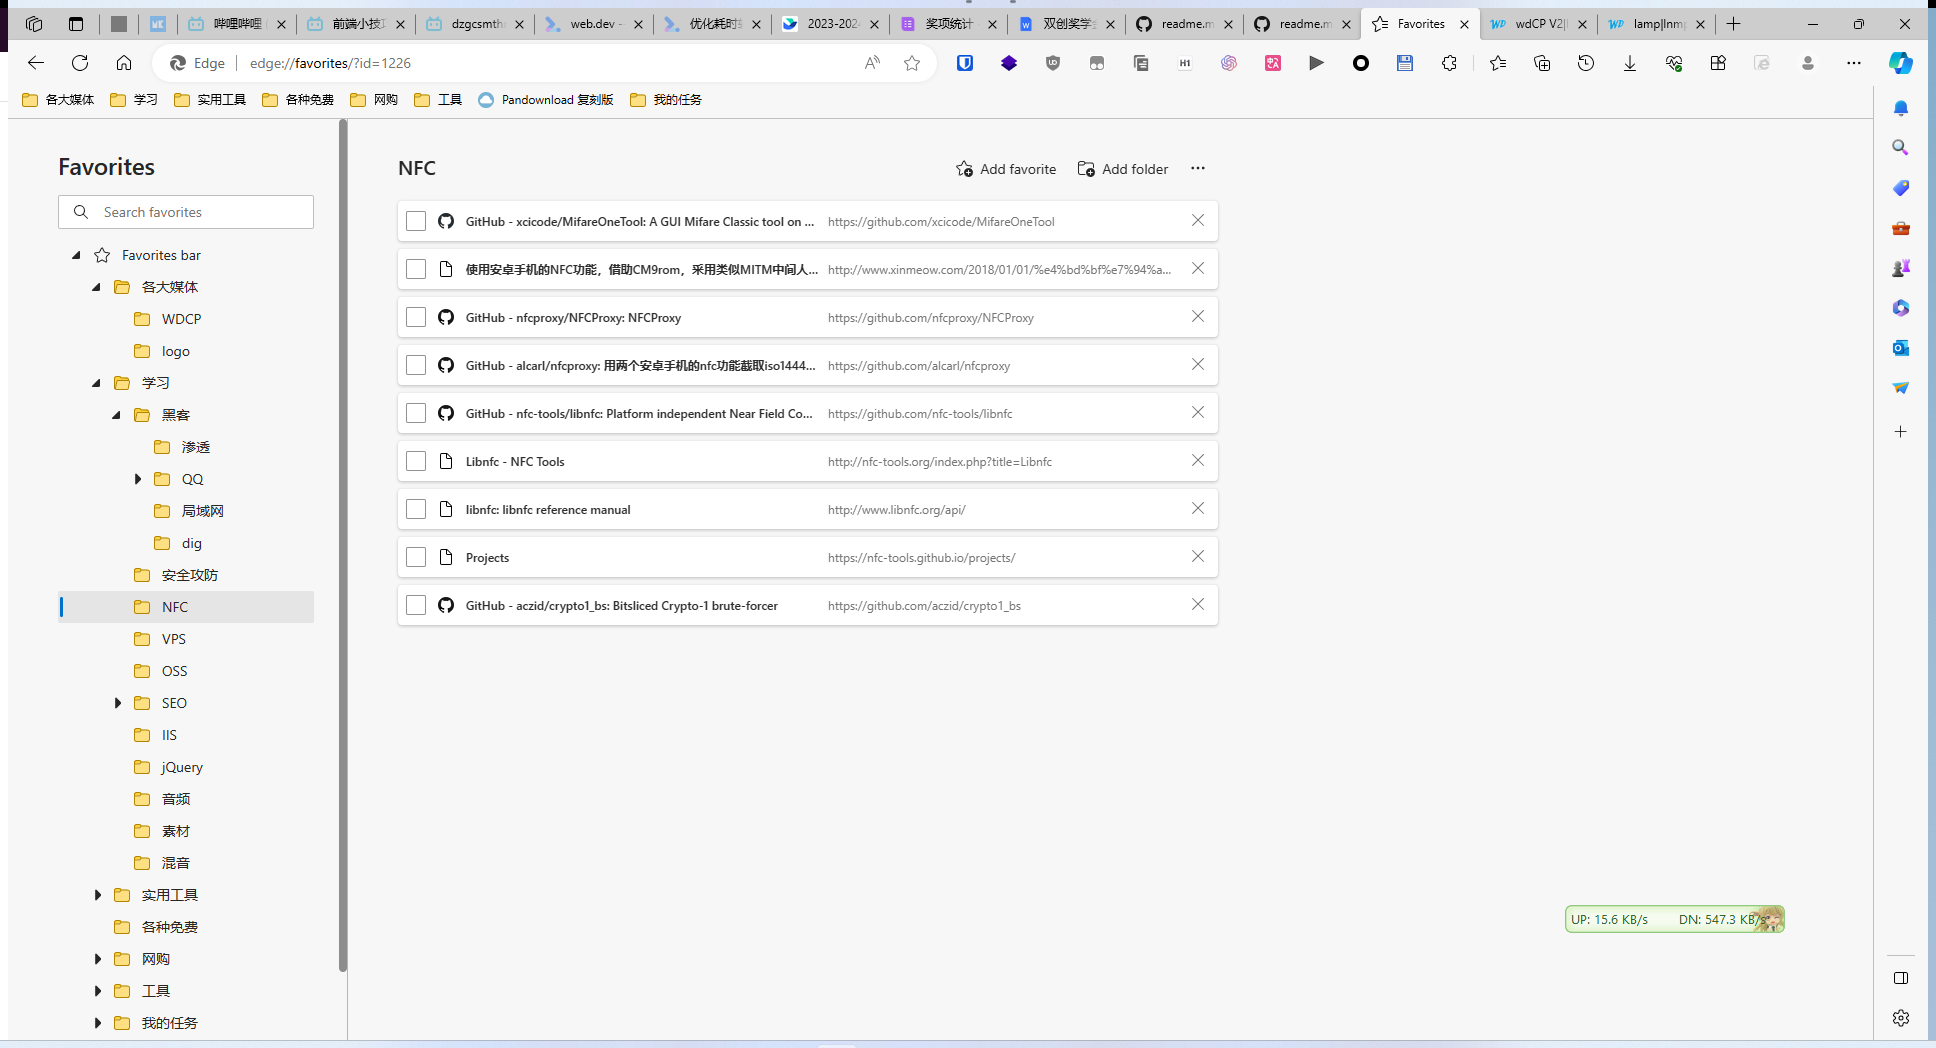 哔哩哔哩
前端小技巧
dzgcsmthr
web.dev
优化耗时较
2023-202
奖项统计
双创奖学金
readme.m
readme.m
Favorites
wdCP V2|
lamp|lnmp
Edge
edge://favorites/?id=1226
各大媒体
学习
实用工具
各种免费
网购
工具
Pandownload 复刻版
我的任务
Favorites
Search favorites
Favorites bar
各大媒体
WDCP
logo
学习
黑客
渗透
QQ
局域网
dig
安全攻防
NFC
VPS
OSS
SEO
IIS
jQuery
音频
素材
混音
实用工具
各种免费
网购
工具
我的任务
NFC
Add favorite
Add folder
GitHub - xcicode/MifareOneTool: A GUI Mifare Classic tool on ...
https://github.com/xcicode/MifareOneTool
使用安卓手机的NFC功能，借助CM9rom，采用类似MITM中间人...
http://www.xinmeow.com/2018/01/01/%e4%bd%bf%e7%94%a...
GitHub - nfcproxy/NFCProxy: NFCProxy
https://github.com/nfcproxy/NFCProxy
GitHub - alcarl/nfcproxy: 用两个安卓手机的nfc功能截取iso1444...
https://github.com/alcarl/nfcproxy
GitHub - nfc-tools/libnfc: Platform independent Near Field Co...
https://github.com/nfc-tools/libnfc
Libnfc - NFC Tools
http://nfc-tools.org/index.php?title=Libnfc
libnfc: libnfc reference manual
http://www.libnfc.org/api/
Projects
https://nfc-tools.github.io/projects/
GitHub - aczid/crypto1_bs: Bitsliced Crypto-1 brute-forcer
https://github.com/aczid/crypto1_bs
UP: 15.6 KB/s
DN: 547.3 KB/s